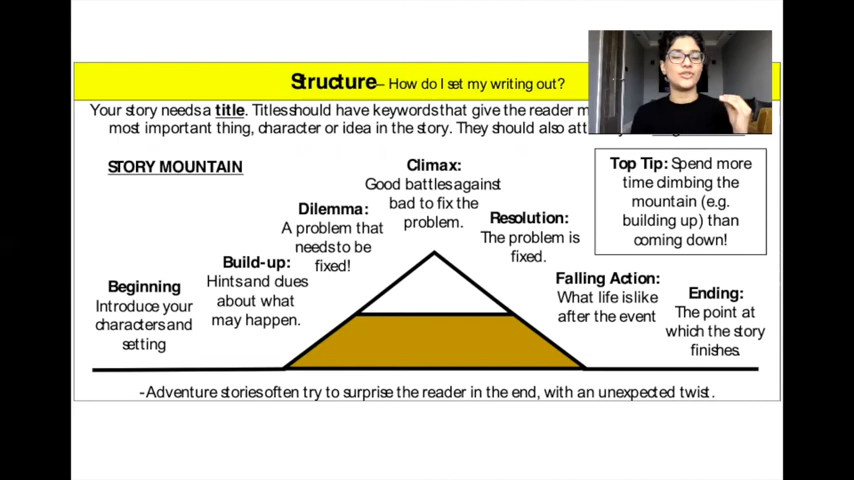 Structure– How do I set my writing out?
Your story needs a title. Titles should have keywords that give the reader
most important thing, character or idea in the story. They should also
STORY MOUNTAIN
Climax:
Good battles against
bad to fix the
problem.
Top Tip: Spend more
time climbing the
mountain (e.g.
building up) than
coming down!
Dilemma:
A problem that
needs to be
fixed!
Resolution:
The problem is
fixed.
Build-up:
Hints and clues
about what
may happen.
Beginning
Introduce your
characters and
setting
Falling Action:
What life is like
after the event
Ending:
The point at
which the story
finishes.
-Adventure stories often try to surprise the reader in the end, with an unexpected twist.